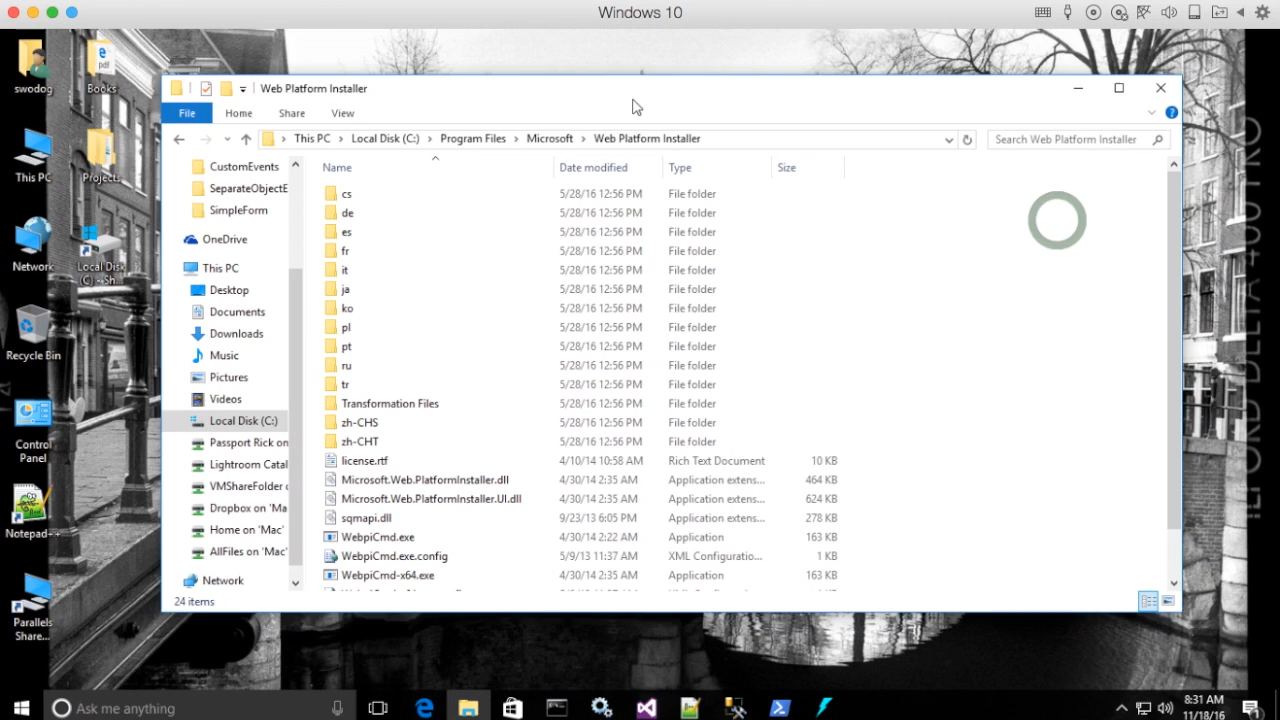 Windows 10
Web Platform Installer
File Home Share View
This PC Local Disk (C:) Program Files Microsoft Web Platform Installer
Search Web Platform Installer
swodog
Books
This PC
Projects
Network
Local Disk
(C) - Sh...
Recycle Bin
Control
Panel
Notepad++
Parallels
Share...
CustomEvents
SeparateObjectE
SimpleForm
OneDrive
This PC
Desktop
Documents
Downloads
Music
Pictures
Videos
Local Disk (C:)
Passport Rick on
Lightroom Catal
VMShareFolder o
Dropbox on 'Ma
Home on 'Mac'
AllFiles on 'Mac'
Network
Name Date modified Type Size
cs 5/28/16 12:56 PM File folder
de 5/28/16 12:56 PM File folder
es 5/28/16 12:56 PM File folder
fr 5/28/16 12:56 PM File folder
it 5/28/16 12:56 PM File folder
ja 5/28/16 12:56 PM File folder
ko 5/28/16 12:56 PM File folder
pl 5/28/16 12:56 PM File folder
pt 5/28/16 12:56 PM File folder
ru 5/28/16 12:56 PM File folder
tr 5/28/16 12:56 PM File folder
Transformation Files 5/28/16 12:56 PM File folder
zh-CHS 5/28/16 12:56 PM File folder
zh-CHT 5/28/16 12:56 PM File folder
license.rtf 4/10/14 10:58 AM Rich Text Document 10 KB
Microsoft.Web.PlatformInstaller.dll 4/30/14 2:35 AM Application extens... 464 KB
Microsoft.Web.PlatformInstaller.UI.dll 4/30/14 2:35 AM Application extens... 624 KB
sqmapi.dll 9/23/13 6:05 PM Application extens... 278 KB
WebpiCmd.exe 4/30/14 2:22 AM Application 163 KB
WebpiCmd.exe.config 5/9/13 11:37 AM XML Configuratio... 1 KB
WebpiCmd-x64.exe 4/30/14 2:35 AM Application 163 KB
24 items
Ask me anything
8:31 AM
11/18/16